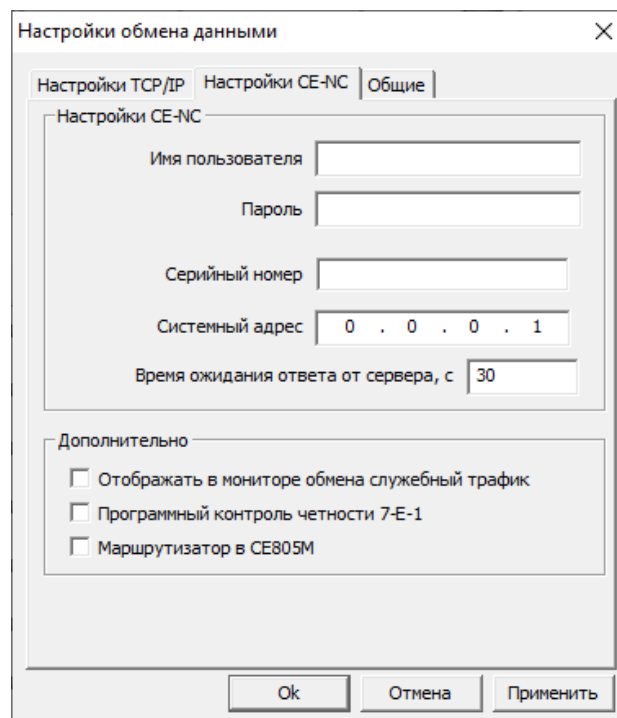 Настройки обмена данными
Настройки TCP/IP Настройки CE-NC Общие
Настройки CE-NC
Имя пользователя
Пароль
Серийный номер
Системный адрес 0 . 0 . 0 . 1
Время ожидания ответа от сервера, с 30
Дополнительно
Отображать в мониторе обмена служебный трафик
Программный контроль четности 7-E-1
Маршрутизатор в CE805M
Ok Отмена Применить